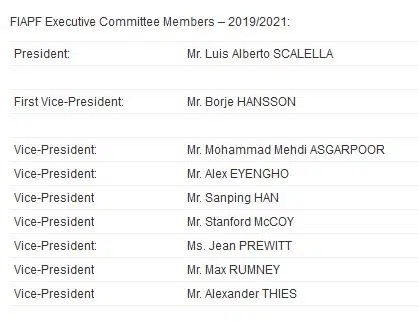 FIAPF Executive Committee Members – 2019/2021:
President: Mr. Luis Alberto SCALELLA
First Vice-President: Mr. Borje HANSSON
Vice-President: Mr. Mohammad Mehdi ASGARPOOR
Vice-President: Mr. Alex EYENGHO
Vice-President Mr. Sanping HAN
Vice-President Mr. Stanford McCOY
Vice-President: Ms. Jean PREWITT
Vice-President Mr. Max RUMNEY
Vice-President Mr. Alexander THIES